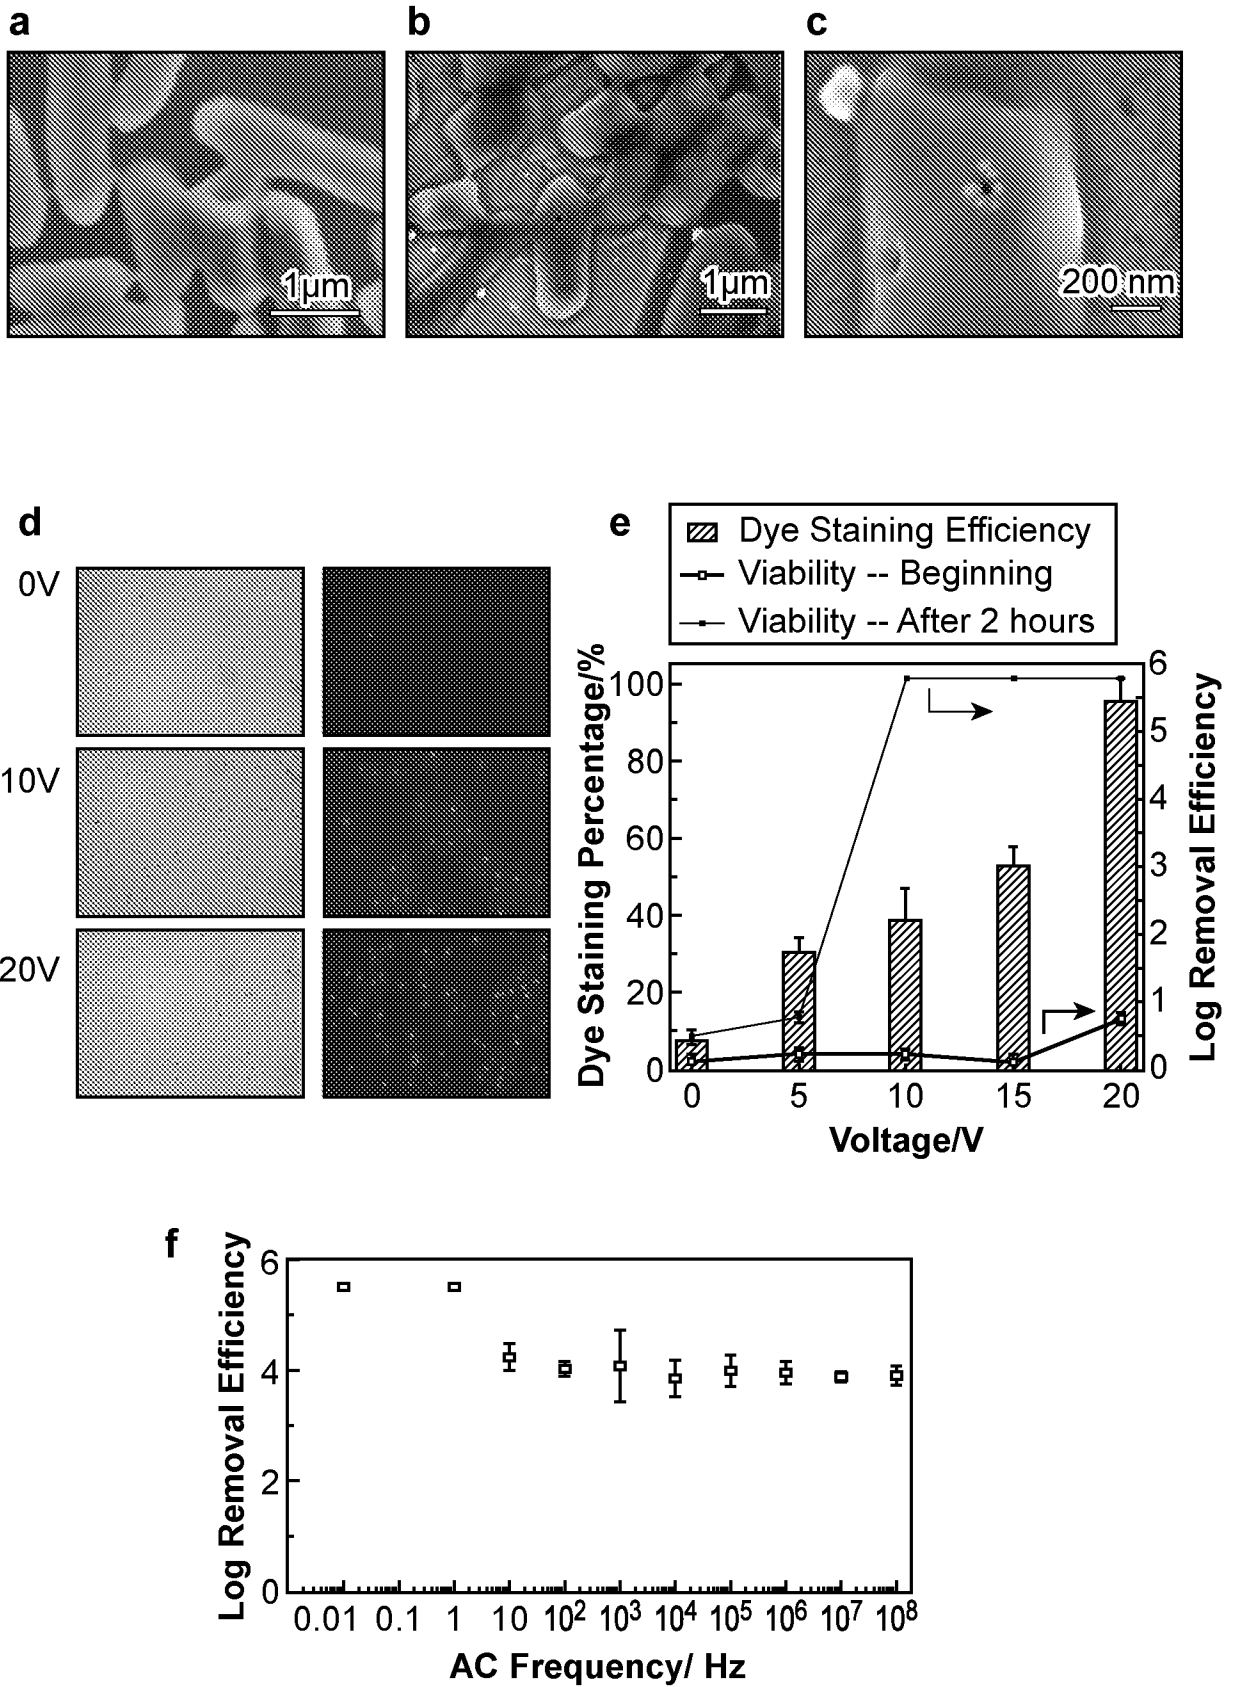 a
b
c
1µm
1µm
200 nm
d
0V
10V
20V
e
Dye Staining Efficiency
Viability -- Beginning
Viability -- After 2 hours
Dye Staining Percentage/%
100
80
60
40
20
0
6
5
4
3
2
1
0
Log Removal Efficiency
0 5 10 15 20
Voltage/V
f
Log Removal Efficiency
6
4
2
0
0.01 0.1 1 10 10² 10³ 10⁴ 10⁵ 10⁶ 10⁷ 10⁸
AC Frequency/ Hz